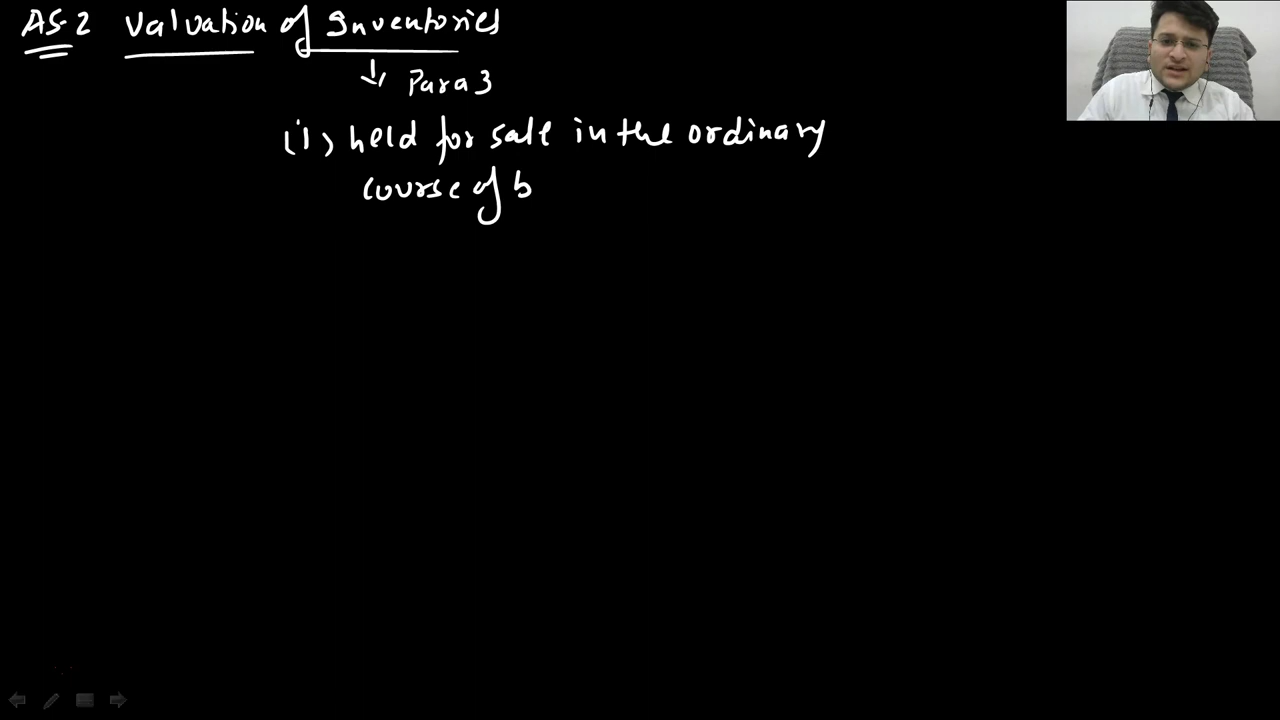 AS-2 Valuation of Inventories
Para 3
(i) held for sale in the ordinary
course of b